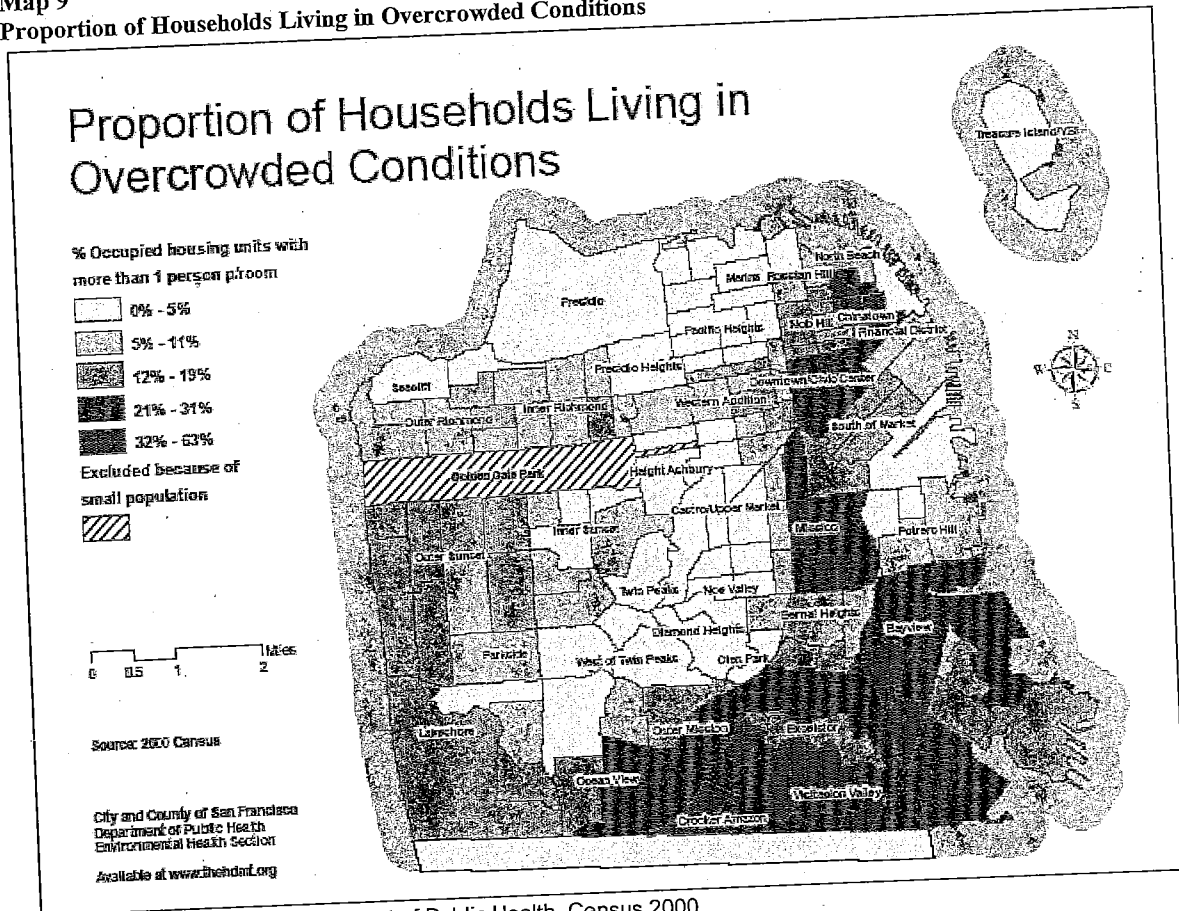 Map 9
Proportion of Households Living in Overcrowded Conditions
Proportion of Households Living in
Overcrowded Conditions
% Occupied housing units with
more than 1 person p/room
0% - 5%
5% - 11%
12% - 19%
21% - 31%
32% - 63%
Excluded because of
small population
0 0.5 1 2 Miles
Source: 2000 Census
City and County of San Francisco
Department of Public Health
Environmental Health Section
Available at www.thehdmt.org
Treasure Island/YBI
N
W E
S
North Beach
Marina Russian Hill
Presidio
Chinatown
Pacific Heights Nob Hill
Financial District
Presidio Heights
Seacliff
Downtown/Civic Center
Inner Richmond Western Addition
Outer Richmond
South of Market
Golden Gate Park Haight Ashbury
Castro/Upper Market
Inner Sunset Mission Potrero Hill
Outer Sunset
Twin Peaks Noe Valley
Bernal Heights
Diamond Heights Bayview
Parkside West of Twin Peaks Glen Park
Lakeshore Outer Mission Excelsior
Ocean View
Visitacion Valley
Crocker Amazon
of Public Health, Census 2000